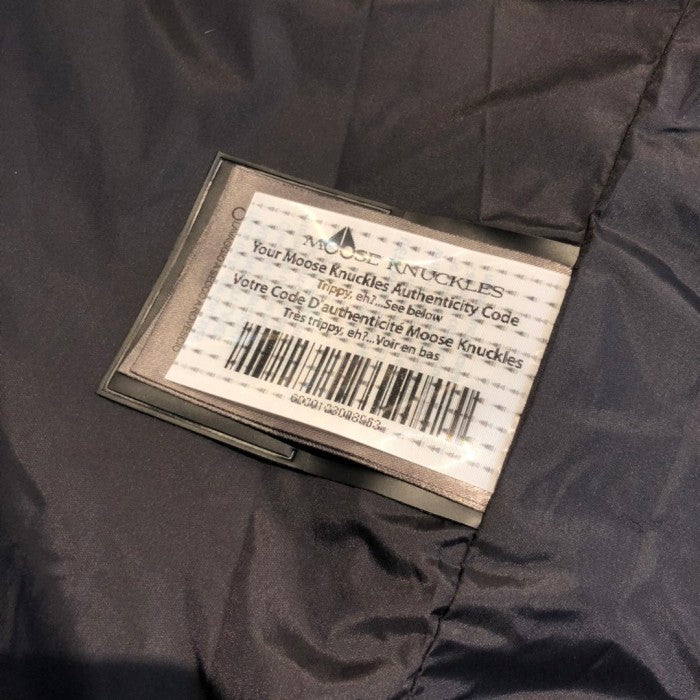 MOOSE KNUCKLES
Your Moose Knuckles Authenticity Code
Trippy, eh?...See below
Votre Code D'authenticité Moose Knuckles
Très trippy, eh?...Voir en bas